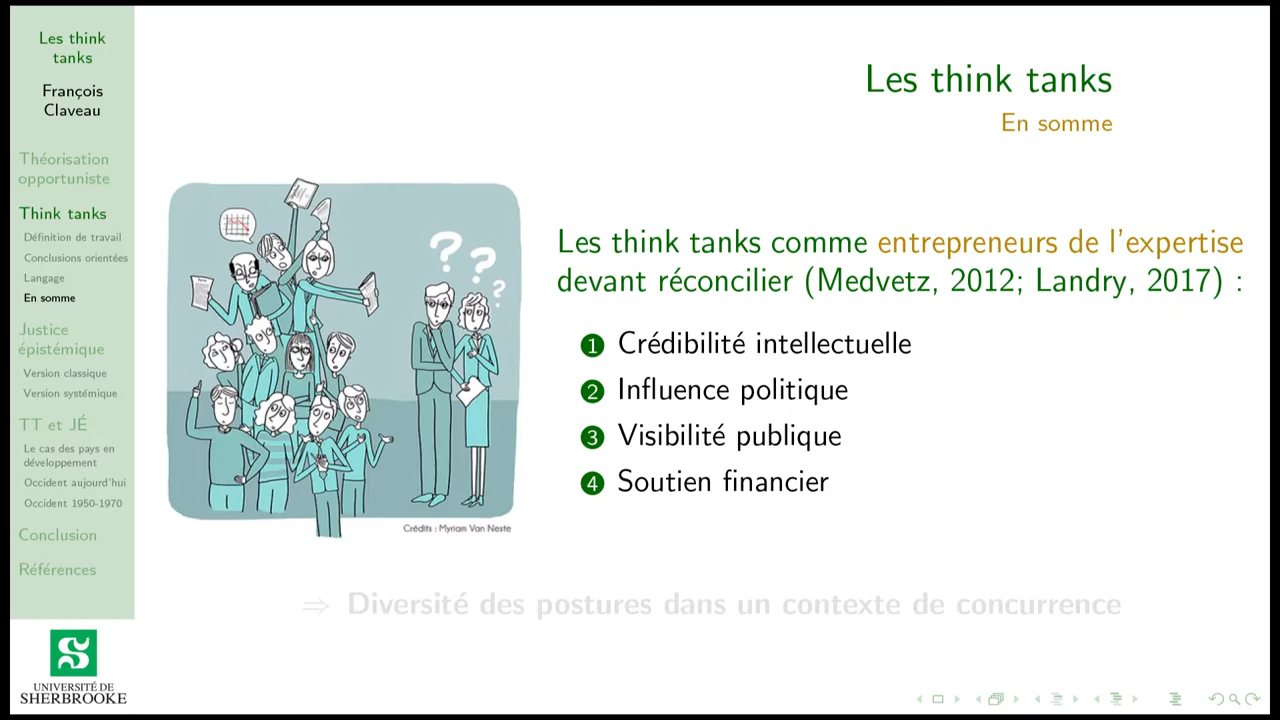 Les think
tanks
François
Claveau
Théorisation
opportuniste
Think tanks
Définition de travail
Conclusions orientées
Langage
En somme
Justice
épistémique
Version classique
Version systémique
TT et JÉ
Le cas des pays en
développement
Occident aujourd'hui
Occident 1950-1970
Conclusion
Références
UNIVERSITÉ DE
SHERBROOKE
Les think tanks
En somme
? ? ?
Crédits : Myriam Van Neste
Les think tanks comme entrepreneurs de l'expertise
devant réconcilier (Medvetz, 2012; Landry, 2017) :
1 Crédibilité intellectuelle
2 Influence politique
3 Visibilité publique
4 Soutien financier
⇒ Diversité des postures dans un contexte de concurrence